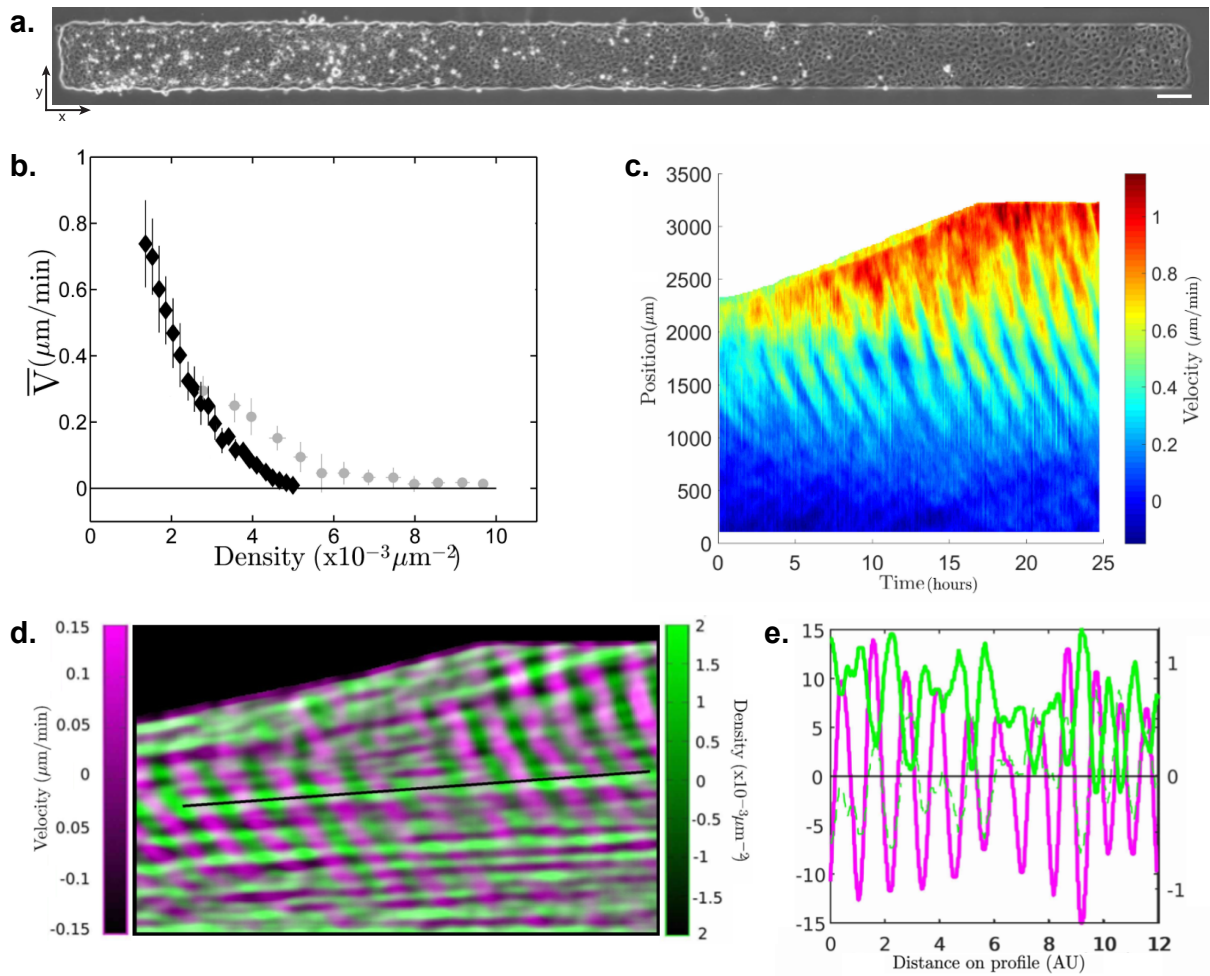 a.
y
x
b.
1
0.8
0.6
0.4
0.2
0
V̅(μm/min)
0 2 4 6 8 10
Density (x10⁻³μm⁻²)
c.
3500
3000
2500
2000
1500
1000
500
0
Position(μm)
0 5 10 15 20 25
Time(hours)
1
0.8
0.6
0.4
0.2
0
Velocity (μm/min)
d.
0.15
0.1
0.05
0
0.05
-0.1
-0.15
Velocity (μm/min)
2
1.5
1
0.5
0
-0.5
-1
-1.5
2
Density (x10⁻³μm⁻²)
e.
15
10
5
0
-5
-10
-15
1
0
-1
0 2 4 6 8 10 12
Distance on profile (AU)